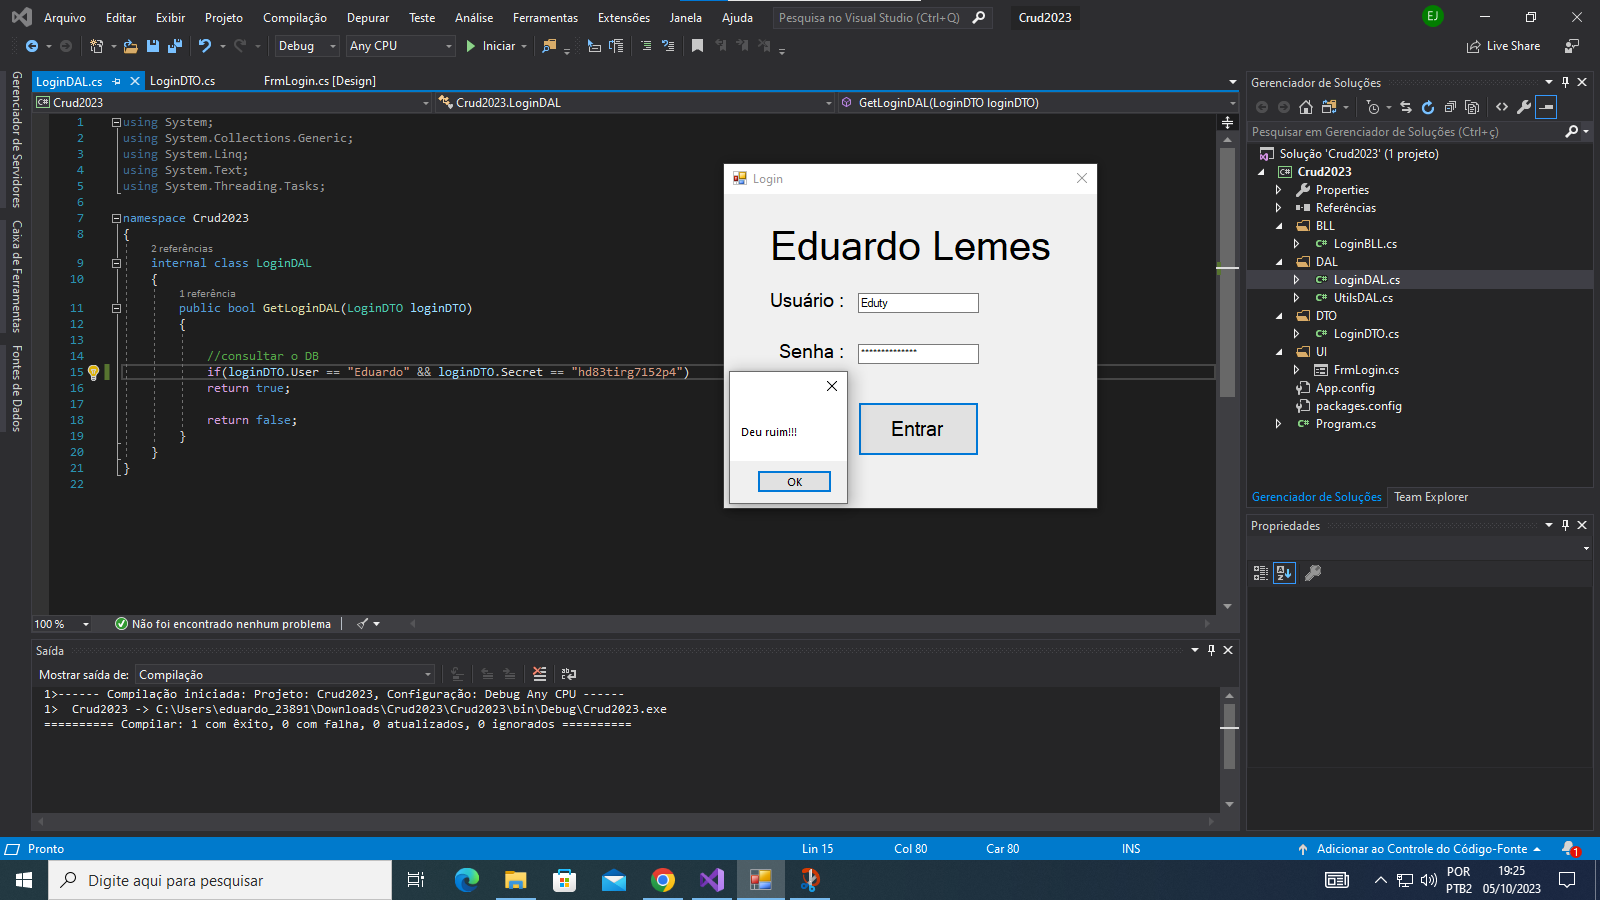 Arquivo Editar Exibir Projeto Compilação Depurar Teste Análise Ferramentas Extensões Janela Ajuda Pesquisa no Visual Studio (Ctrl+Q) Crud2023 EJ
Debug Any CPU Iniciar Live Share
Gerenciador de Servidores
Caixa de Ferramentas
Fontes de Dados
LoginDAL.cs LoginDTO.cs FrmLogin.cs [Design]
Crud2023 Crud2023.LoginDAL GetLoginDAL(LoginDTO loginDTO)
1 using System;
2 using System.Collections.Generic;
3 using System.Linq;
4 using System.Text;
5 using System.Threading.Tasks;
6
7 namespace Crud2023
8 {
2 referências
9 internal class LoginDAL
10 {
1 referência
11 public bool GetLoginDAL(LoginDTO loginDTO)
12 {
13
14 //consultar o DB
15 if(loginDTO.User == "Eduardo" && loginDTO.Secret == "hd83tirg7152p4")
16 return true;
17
18 return false;
19 }
20 }
21 }
22
Login
Eduardo Lemes
Usuário : Eduty
Senha : **************
Entrar
Deu ruim!!!
OK
100 % Não foi encontrado nenhum problema
Saída
Mostrar saída de: Compilação
1>------ Compilação iniciada: Projeto: Crud2023, Configuração: Debug Any CPU ------
1> Crud2023 -> C:\Users\eduardo_23891\Downloads\Crud2023\Crud2023\bin\Debug\Crud2023.exe
========== Compilar: 1 com êxito, 0 com falha, 0 atualizados, 0 ignorados ==========
Gerenciador de Soluções
Pesquisar em Gerenciador de Soluções (Ctrl+ç)
Solução 'Crud2023' (1 projeto)
Crud2023
Properties
Referências
BLL
LoginBLL.cs
DAL
LoginDAL.cs
UtilsDAL.cs
DTO
LoginDTO.cs
UI
FrmLogin.cs
App.config
packages.config
Program.cs
Gerenciador de Soluções Team Explorer
Propriedades
Pronto Lin 15 Col 80 Car 80 INS Adicionar ao Controle do Código-Fonte 1
Digite aqui para pesquisar
POR
PTB2
19:25
05/10/2023